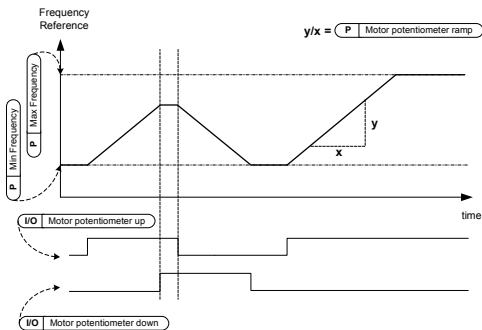 Frequency
Reference
y/x = P Motor potentiometer ramp
P Max Frequency
P Min Frequency
y
x
time
I/O Motor potentiometer up
I/O Motor potentiometer down